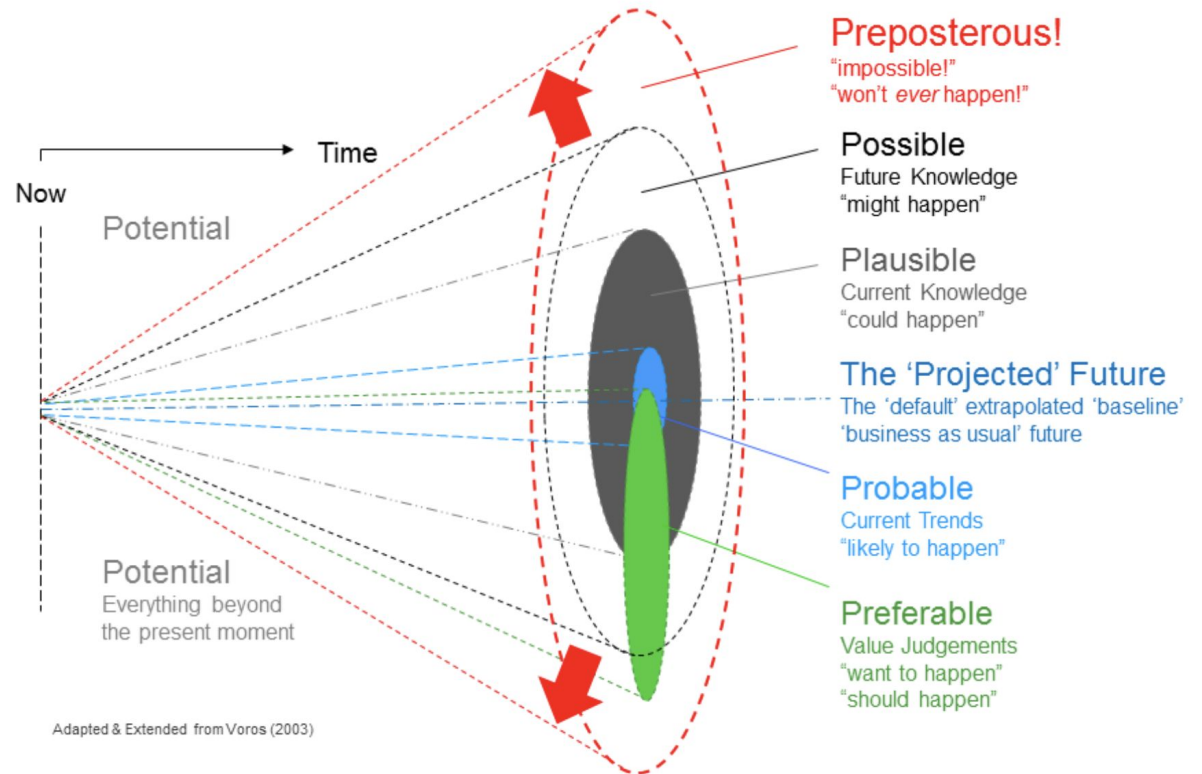 Preposterous!
“impossible!”
“won’t ever happen!”
Time
Now
Potential
Possible
Future Knowledge
“might happen”
Plausible
Current Knowledge
“could happen”
The ‘Projected’ Future
The ‘default’ extrapolated ‘baseline’
‘business as usual’ future
Probable
Current Trends
“likely to happen”
Potential
Everything beyond
the present moment
Preferable
Value Judgements
“want to happen”
“should happen”
Adapted & Extended from Voros (2003)